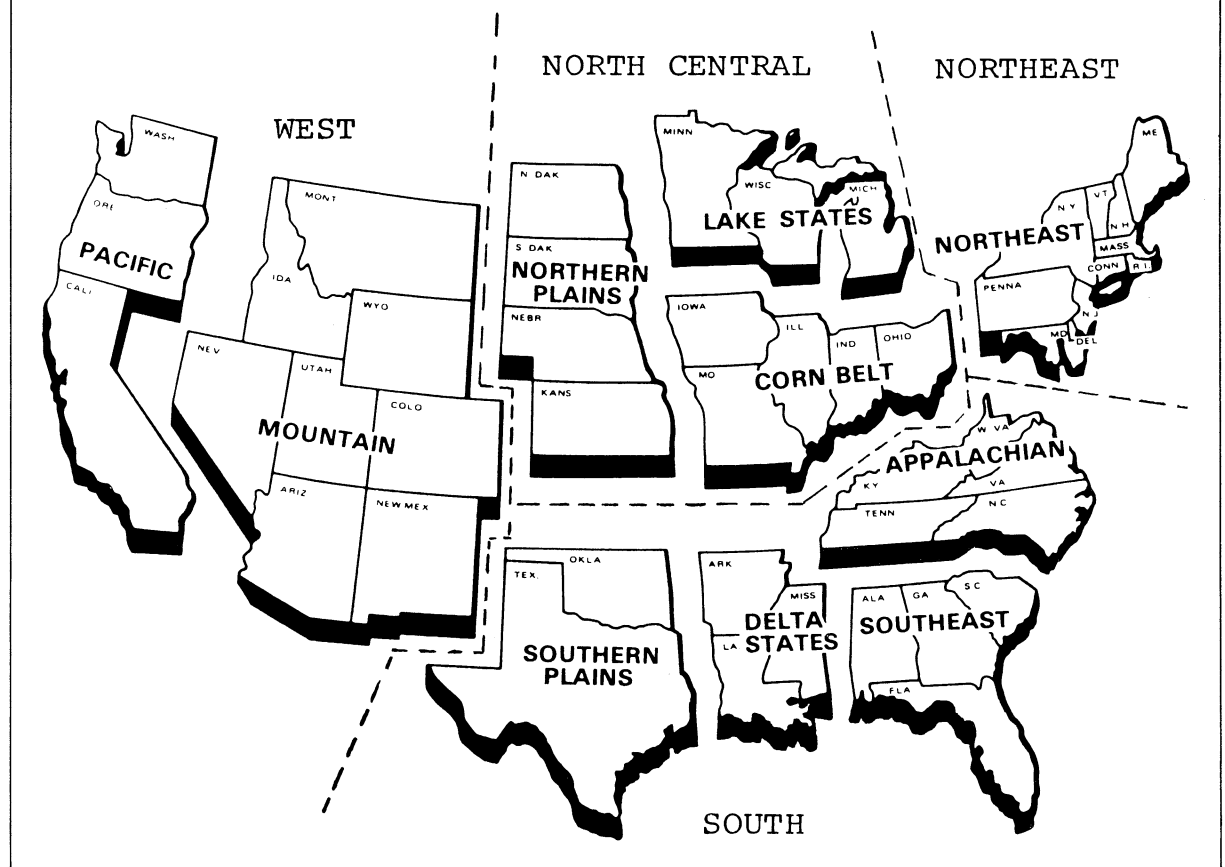 NORTH CENTRAL
NORTHEAST
WEST
WASH
ORE
PACIFIC
CALI
MONT
IDA
WYO
NEV
UTAH
COLO
MOUNTAIN
ARIZ
NEW MEX
N DAK
S DAK
NORTHERN
PLAINS
NEBR
KANS
MINN
WISC
MICH
LAKE STATES
IOWA
ILL
IND
OHIO
MO
CORN BELT
ME
N Y
VT
N H
NORTHEAST
MASS
CONN
R I.
PENNA
N J
MD
DEL
W VA
APPALACHIAN
KY
VA
TENN
N C
OKLA
TEX.
SOUTHERN
PLAINS
ARK
MISS
DELTA
STATES
LA
ALA
GA
S C
SOUTHEAST
FLA
SOUTH